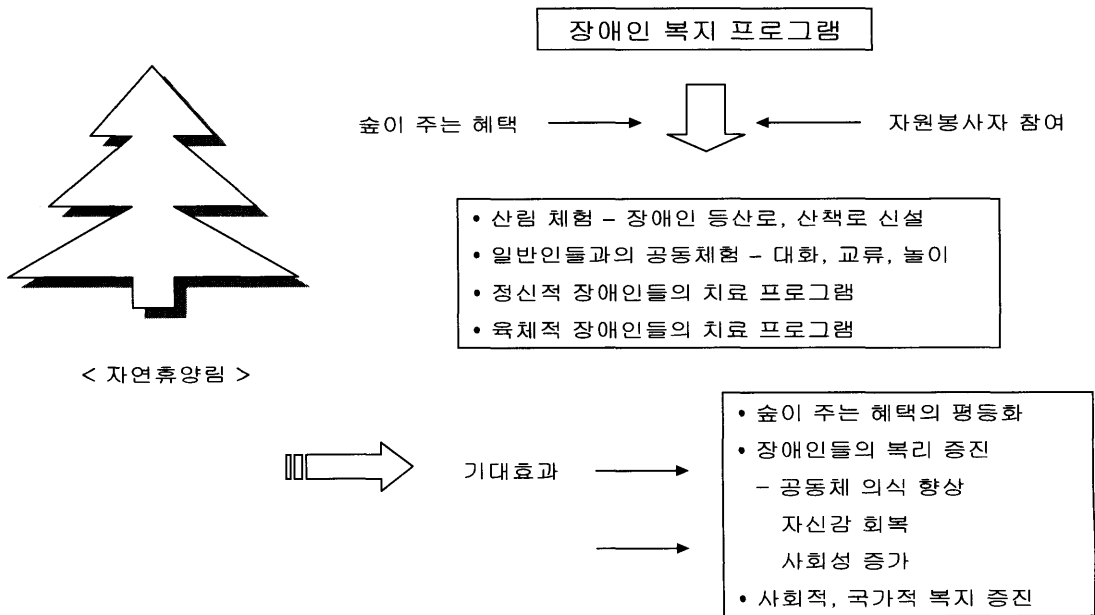 장애인 복지 프로그램
숲이 주는 혜택
자원봉사자 참여
• 산림 체험 – 장애인 등산로, 산책로 신설
• 일반인들과의 공동체험 – 대화, 교류, 놀이
• 정신적 장애인들의 치료 프로그램
• 육체적 장애인들의 치료 프로그램
< 자연휴양림 >
기대효과
• 숲이 주는 혜택의 평등화
• 장애인들의 복리 증진
– 공동체 의식 향상
자신감 회복
사회성 증가
• 사회적, 국가적 복지 증진